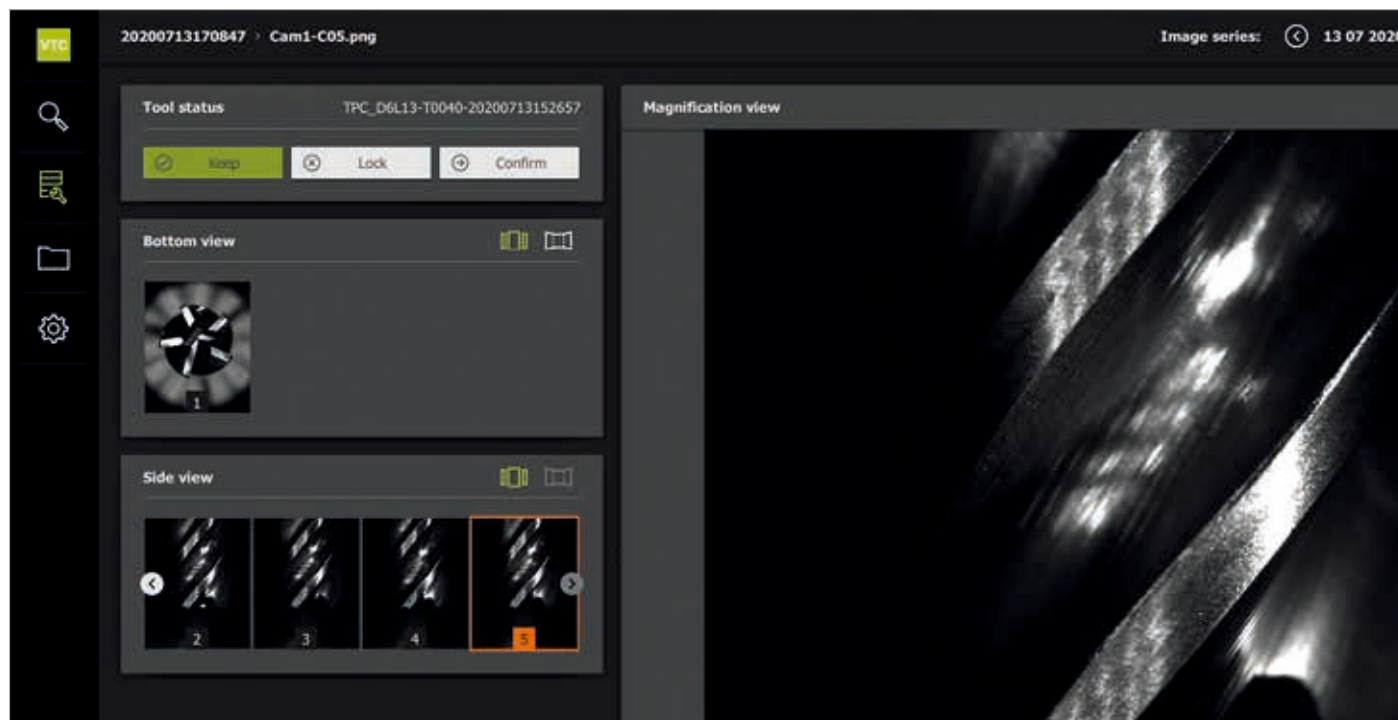 VTC
20200713170847 > Cam1-C05.png
Image series: 13 07 2020
Tool status TPC_D6L13-T0040-20200713152657
Keep Lock Confirm
Magnification view
Bottom view
1
Side view
2 3 4 5